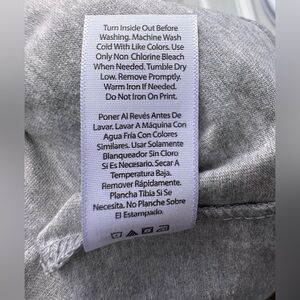 Turn Inside Out Before
Washing. Machine Wash
Cold With Like Colors. Use
Only Non Chlorine Bleach
When Needed. Tumble Dry
Low. Remove Promptly.
Warm Iron If Needed.
Do Not Iron On Print.
Poner Al Revés Antes De
Lavar. Lavar A Máquina Con
Agua Fría Con Colores
Similares. Usar Solamente
Blanqueador Sin Cloro
Si Es Necesario. Secar A
Temperatura Baja.
Remover Rápidamente.
Plancha Tibia Si Se
Necesita. No Planche Sobre
El Estampado.